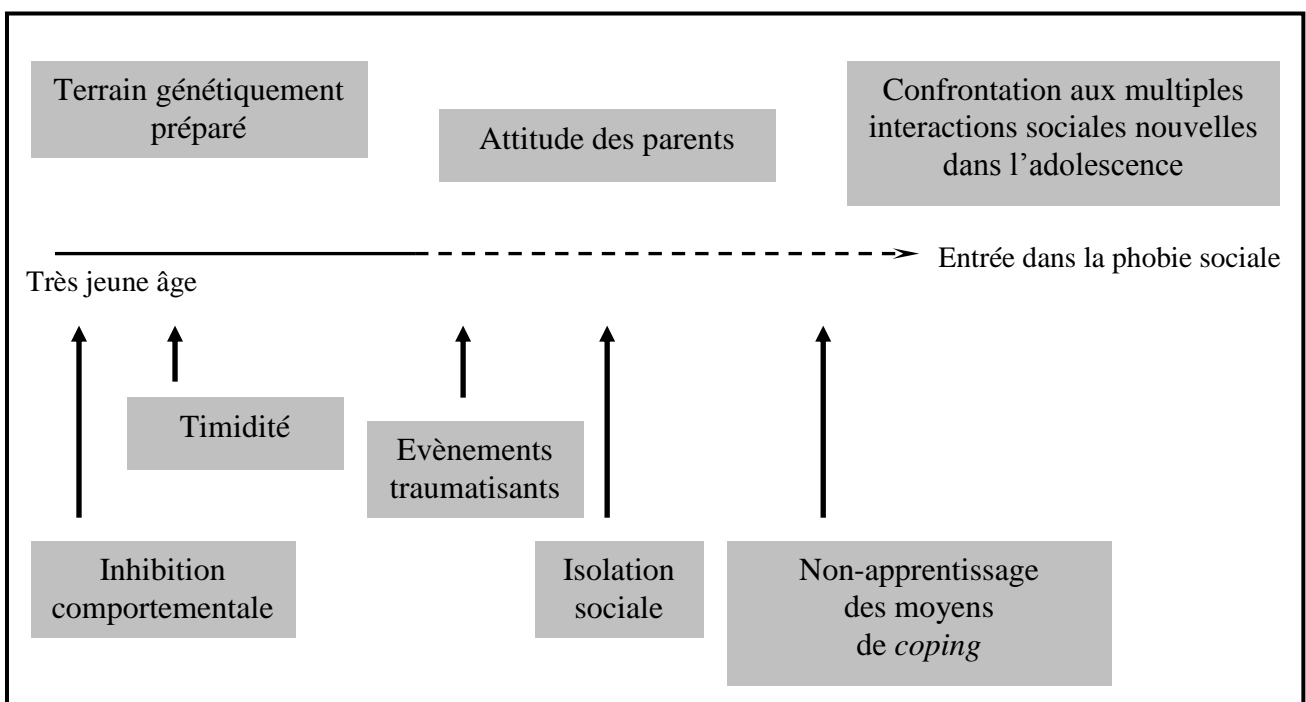 Terrain génétiquement
préparé
Attitude des parents
Confrontation aux multiples
interactions sociales nouvelles
dans l’adolescence
Très jeune âge
Entrée dans la phobie sociale
Timidité
Evènements
traumatisants
Inhibition
comportementale
Isolation
sociale
Non-apprentissage
des moyens
de coping